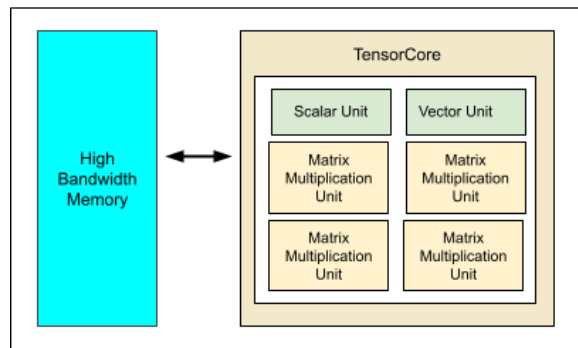 TensorCore
Scalar Unit
Vector Unit
High
Bandwidth
Memory
Matrix
Multiplication
Unit
Matrix
Multiplication
Unit
Matrix
Multiplication
Unit
Matrix
Multiplication
Unit